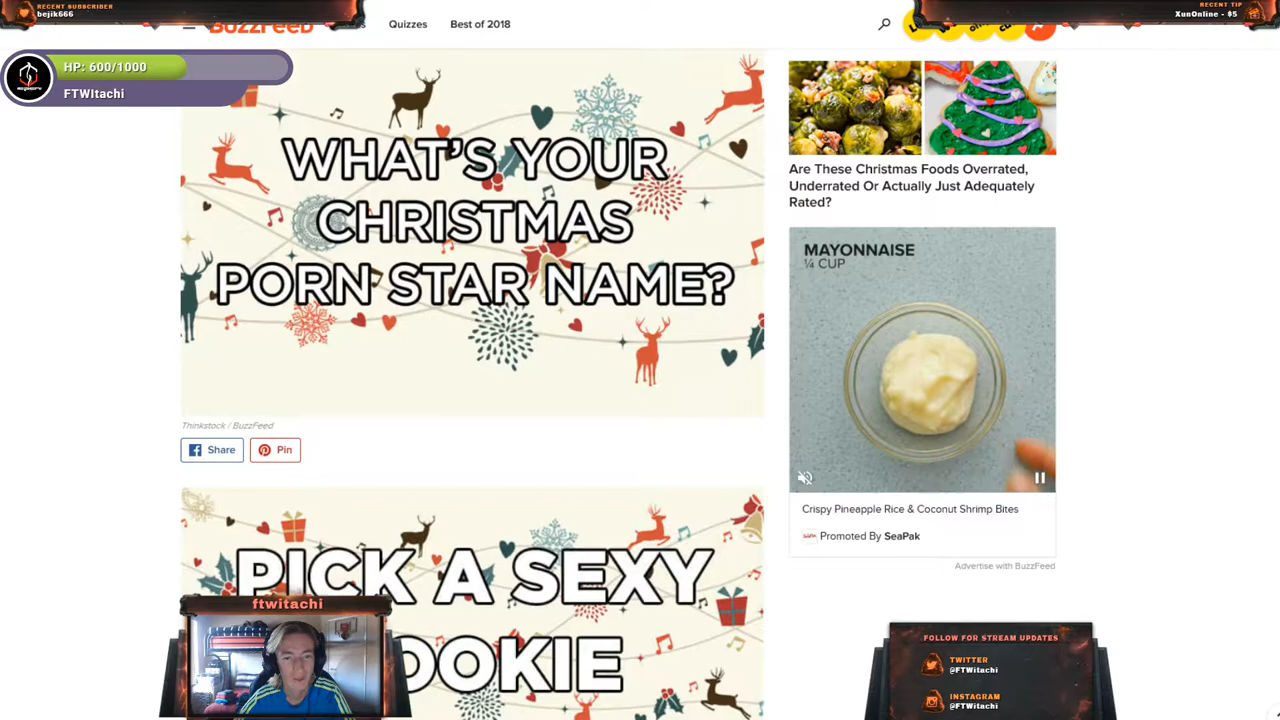 RECENT SUBSCRIBER
bejik666
RECENT TIP
XunOnline - $5
BuzzFeed
Quizzes
Best of 2018
HP: 600/1000
FTWItachi
WHAT'S YOUR
CHRISTMAS
PORN STAR NAME?
Thinkstock / BuzzFeed
Share
Pin
PICK A SEXY
OOKIE
ftwitachi
Are These Christmas Foods Overrated,
Underrated Or Actually Just Adequately
Rated?
MAYONNAISE
¼ CUP
Crispy Pineapple Rice & Coconut Shrimp Bites
Promoted By SeaPak
Advertise with BuzzFeed
FOLLOW FOR STREAM UPDATES
TWITTER
@FTWitachi
INSTAGRAM
@FTWitachi